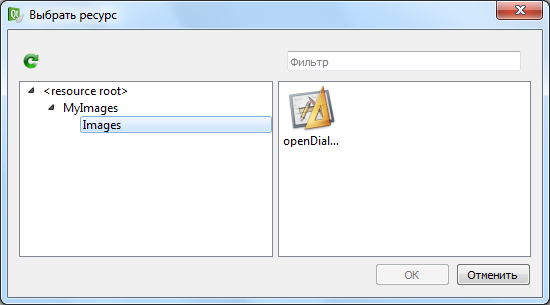 Выбрать ресурс
Фильтр
<resource root>
MyImages
Images
openDial...
OK
Отменить